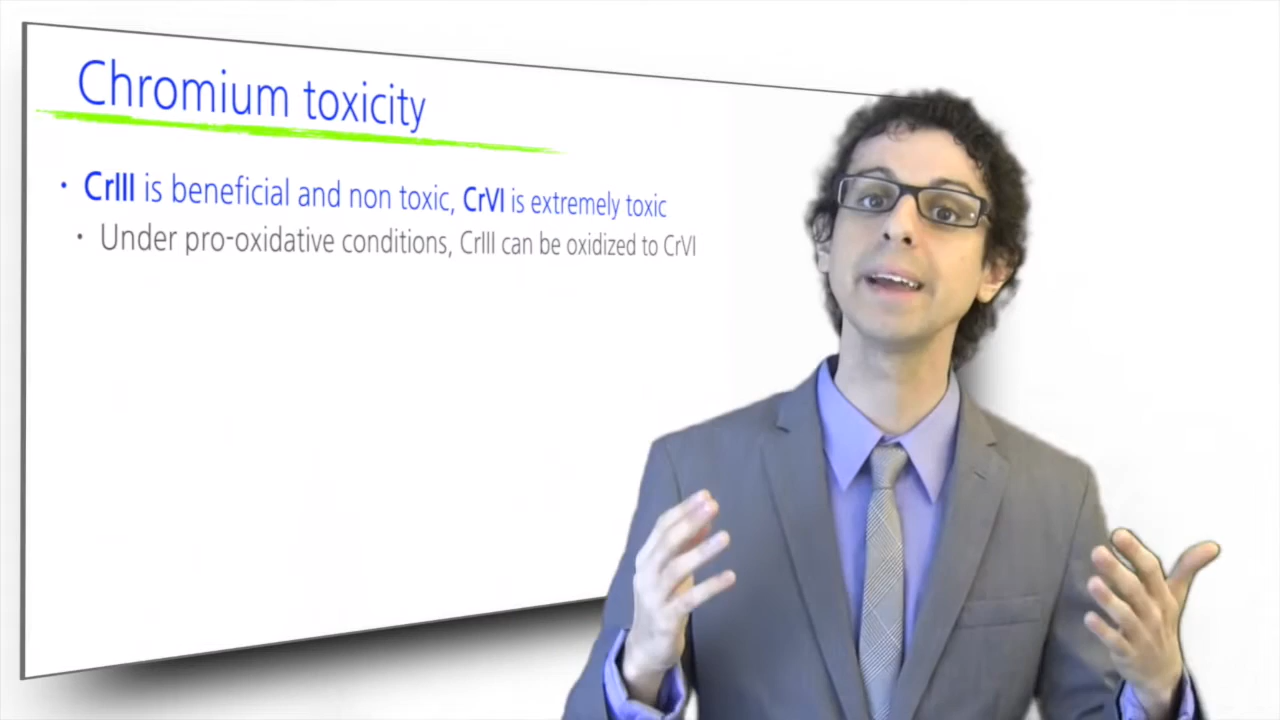 Chromium toxicity
• CrIII is beneficial and non toxic, CrVI is extremely toxic
• Under pro-oxidative conditions, CrIII can be oxidized to CrVI